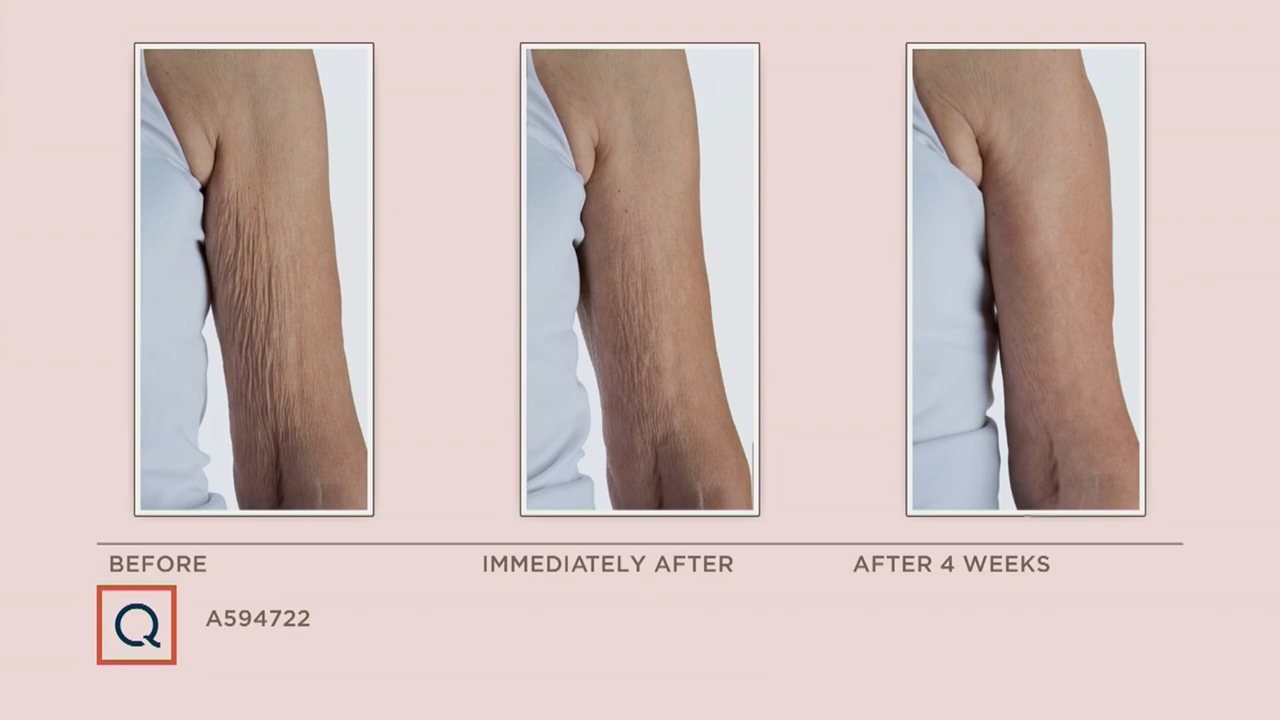 BEFORE
IMMEDIATELY AFTER
AFTER 4 WEEKS
Q
A594722